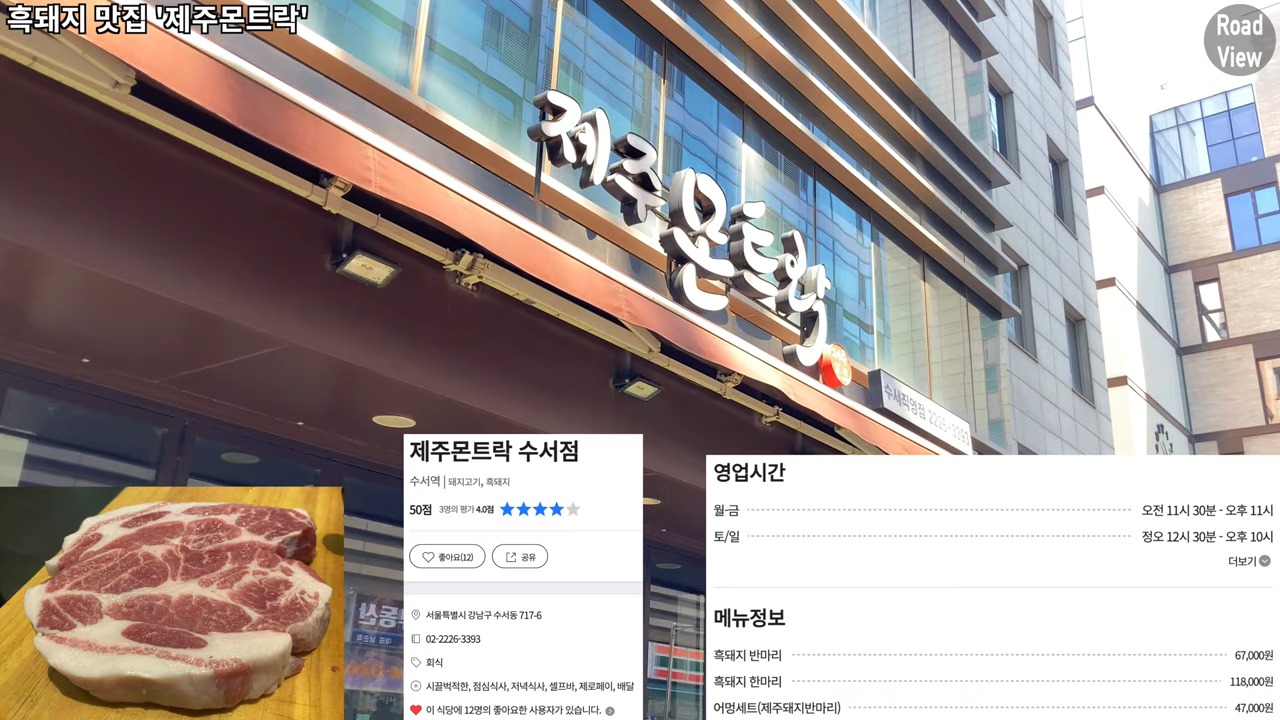 흑돼지 맛집 '제주몬트락'
Road
View
제주몬트락
수서직영점 2226-3393
제주몬트락 수서점
수서역 | 돼지고기, 흑돼지
50점 3명의 평가 4.0점
좋아요(12) 공유
서울특별시 강남구 수서동 717-6
02-2226-3393
회식
시끌벅적한, 점심식사, 저녁식사, 셀프바, 제로페이, 배달
이 식당에 12명의 좋아요한 사용자가 있습니다.
영업시간
월-금 오전 11시 30분 - 오후 11시
토/일 정오 12시 30분 - 오후 10시
더보기
메뉴정보
흑돼지 반마리 67,000원
흑돼지 한마리 118,000원
어멍세트(제주돼지반마리) 47,000원